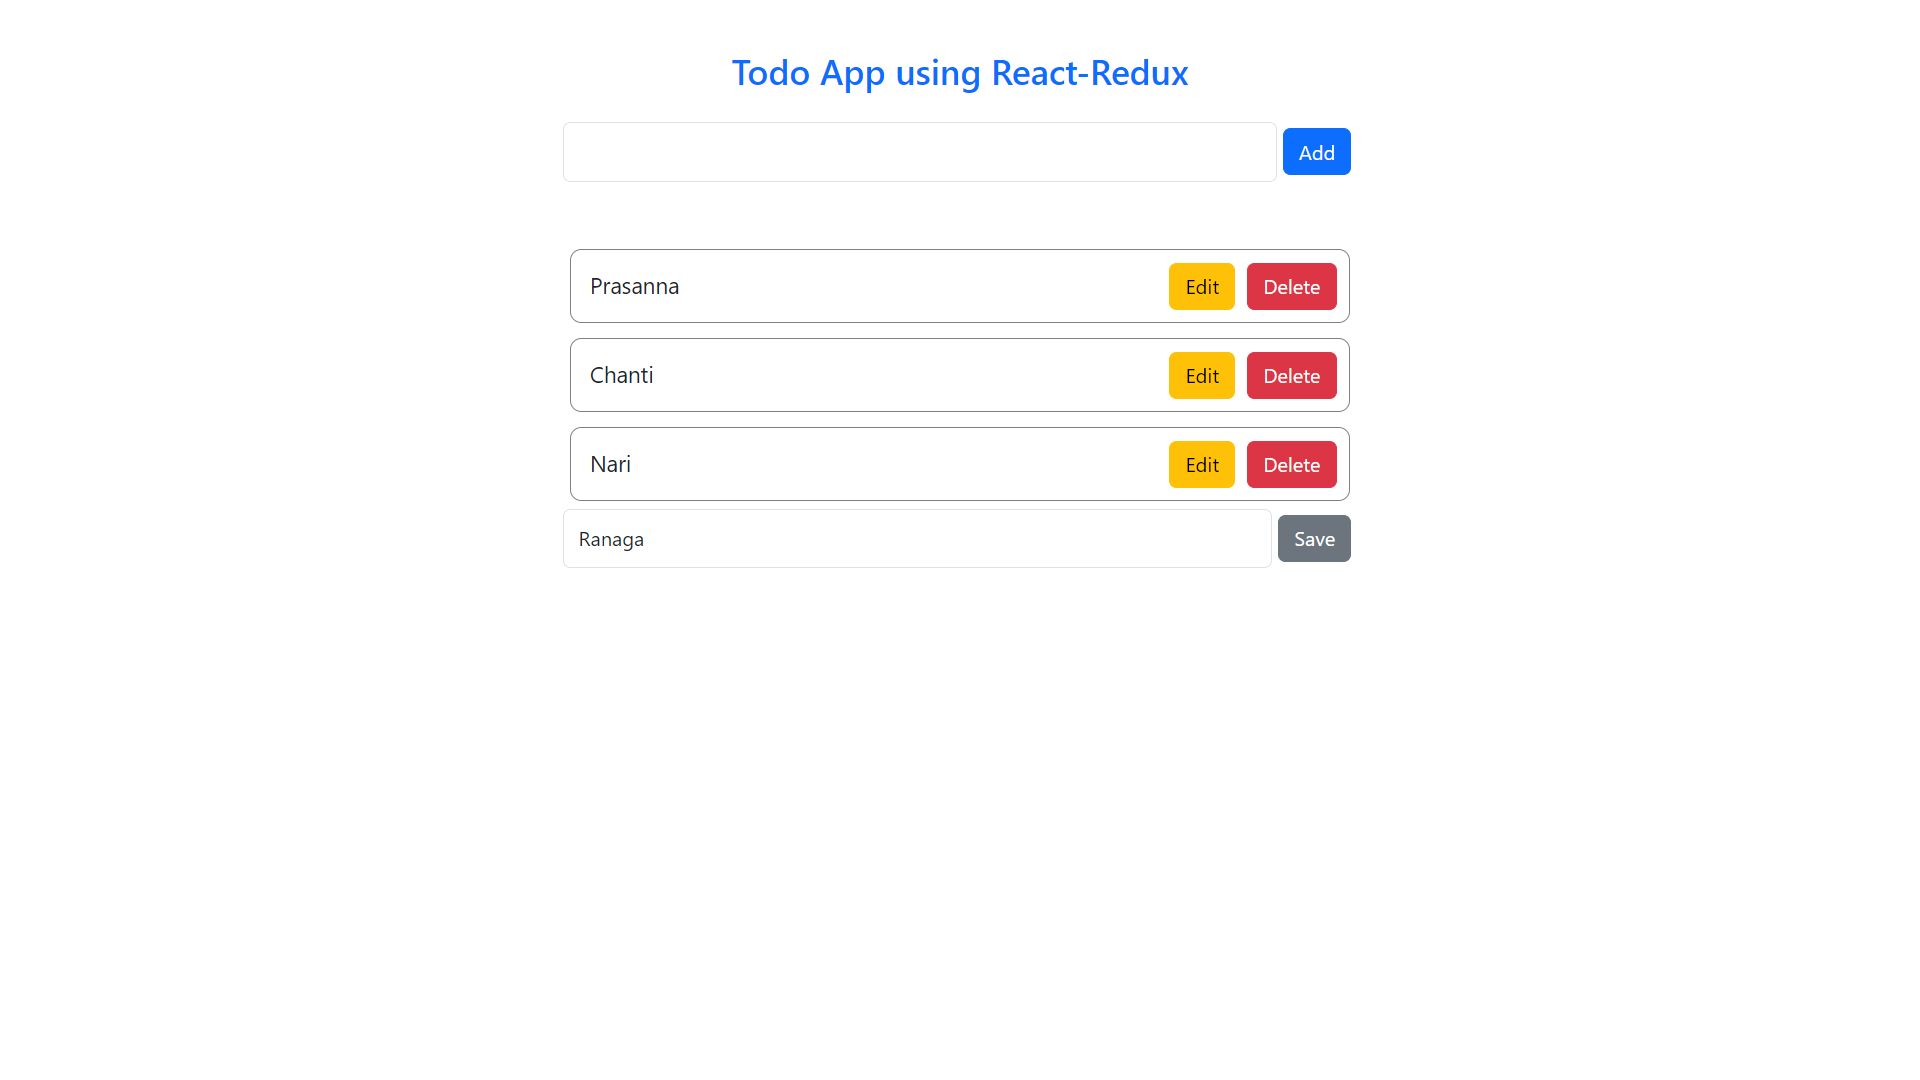 Todo App using React-Redux
Add
Prasanna Edit Delete
Chanti Edit Delete
Nari Edit Delete
Ranaga Save